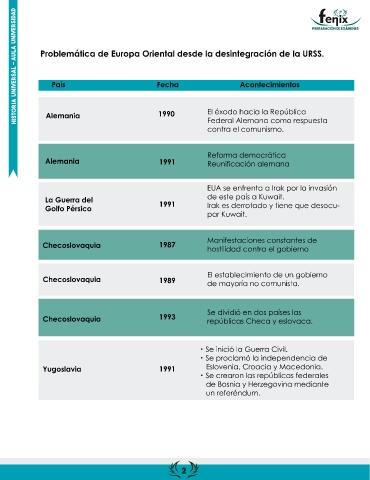 HISTORIA UNIVERSAL – AULA UNIVERSIDAD
fenix
PREPARACIÓN DE EXÁMENES
Problemática de Europa Oriental desde la desintegración de la URSS.
País Fecha Acontecimientos
Alemania 1990 El éxodo hacia la República
Federal Alemana como respuesta
contra el comunismo.
Alemania 1991 Reforma democrática
Reunificación alemana
La Guerra del
Golfo Pérsico 1991 EUA se enfrenta a Irak por la invasión
de este país a Kuwait.
Irak es derrotado y tiene que desocu-
par Kuwait.
Checoslovaquia 1987 Manifestaciones constantes de
hostilidad contra el gobierno
Checoslovaquia 1989 El establecimiento de un gobierno
de mayoría no comunista.
Checoslovaquia 1993 Se dividió en dos países las
repúblicas Checa y eslovaca.
Yugoslavia 1991 • Se inició la Guerra Civil.
• Se proclamó la independencia de
Eslovenia, Croacia y Macedonia.
• Se crearon las repúblicas federales
de Bosnia y Herzegovina mediante
un referéndum.
2